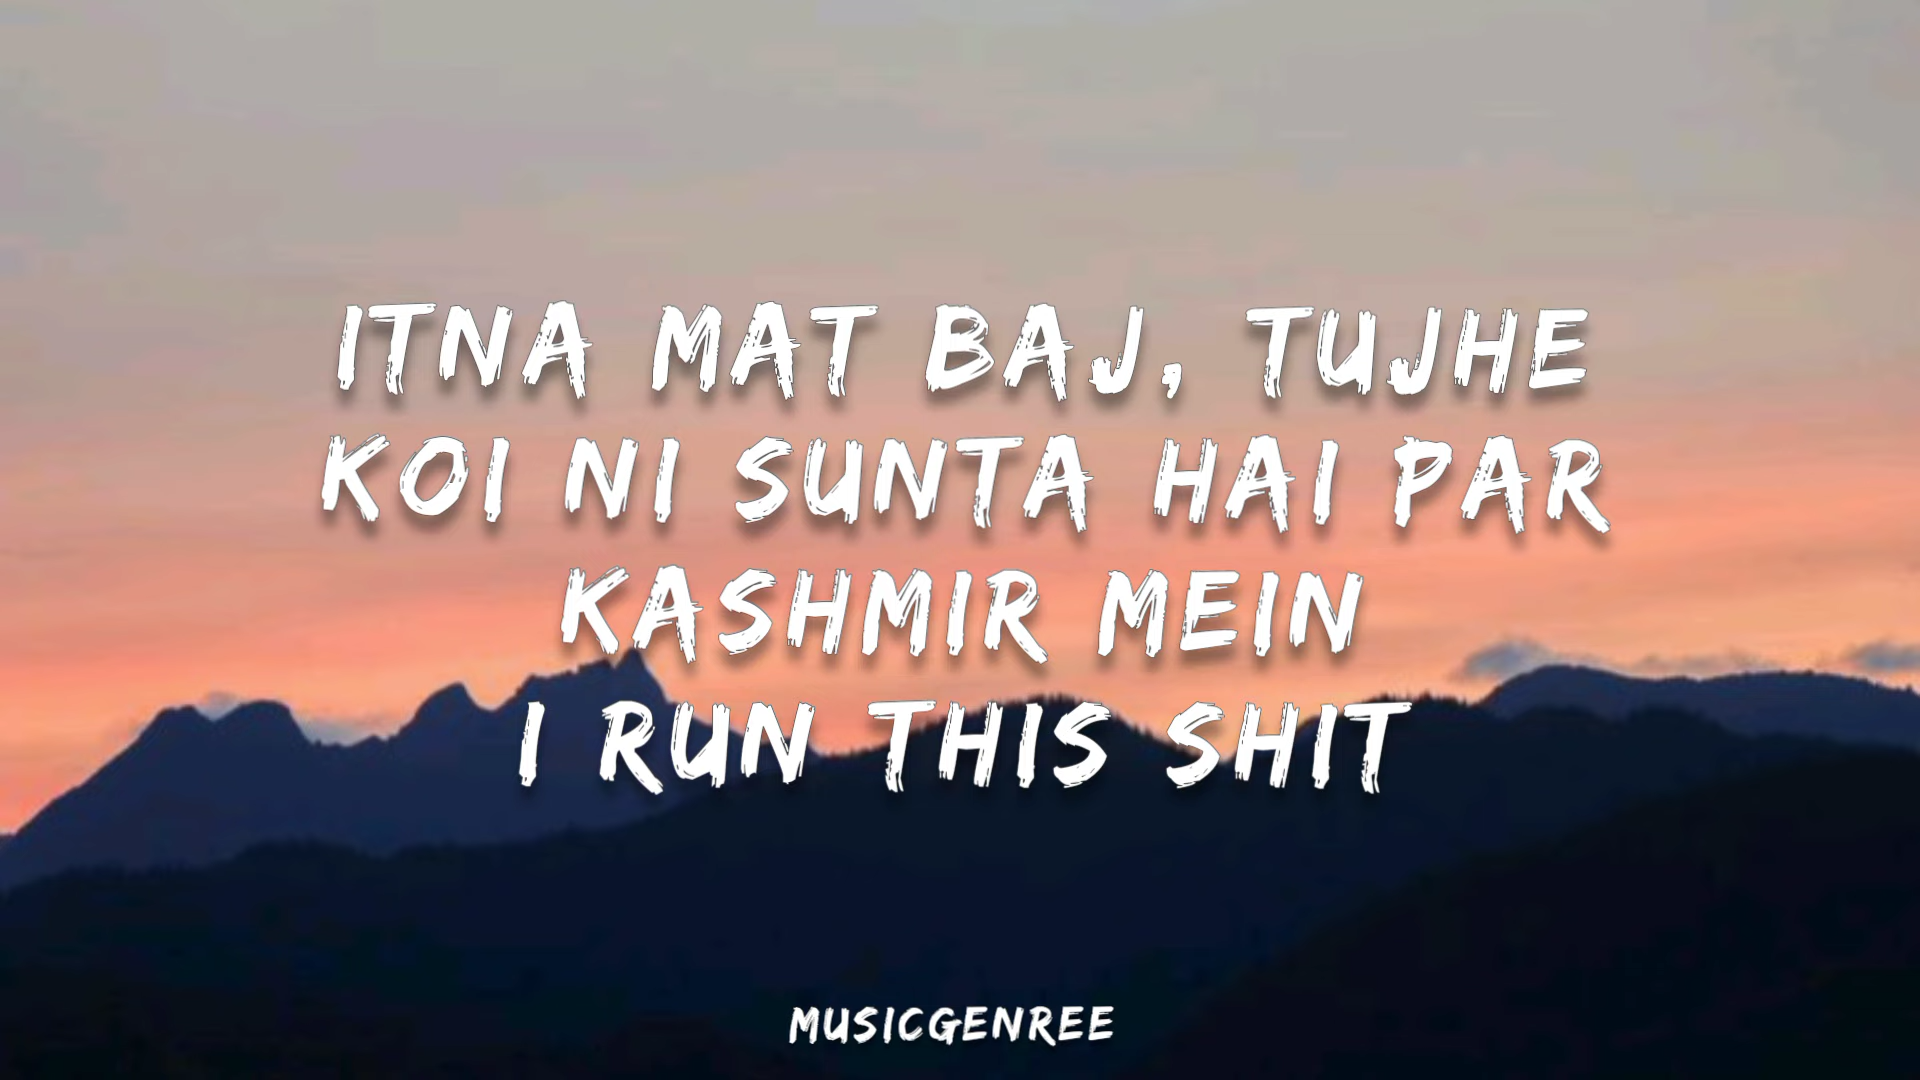 ITNA MAT BAJ, TUJHE
KOI NI SUNTA HAI PAR
KASHMIR MEIN
I RUN THIS SHIT
MUSICGENREE